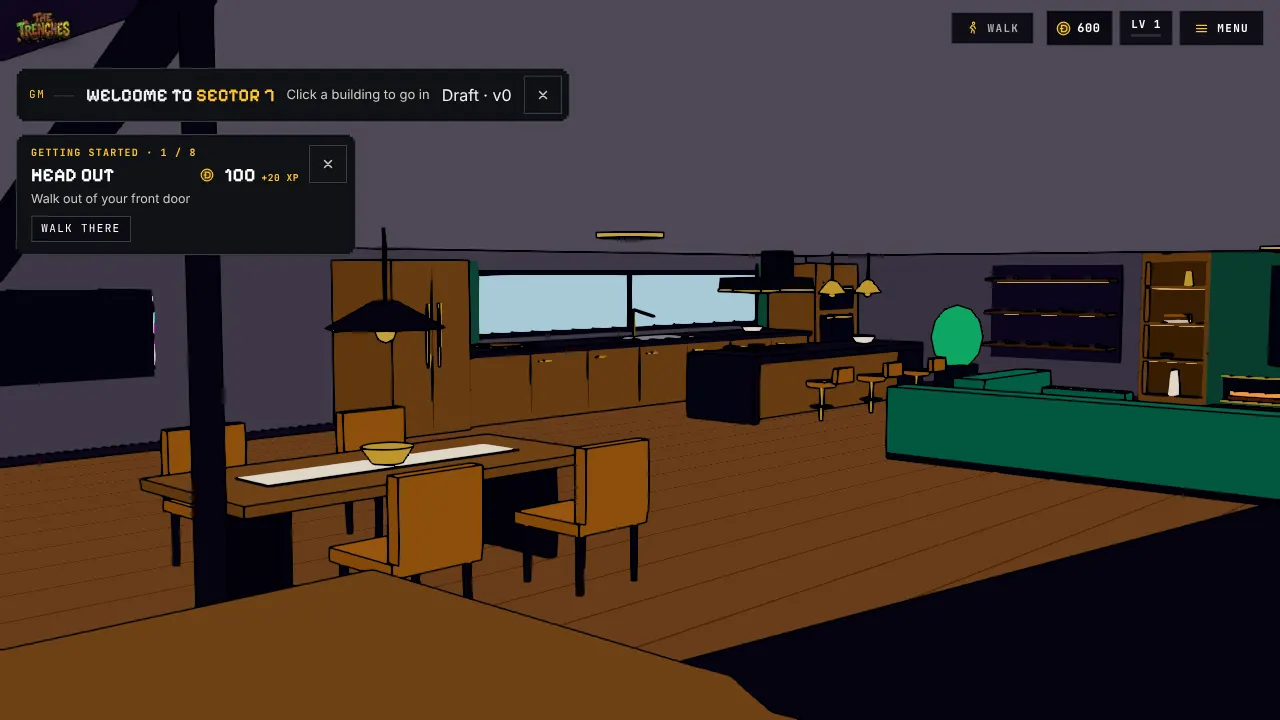 THE TRENCHES
WALK
600
LV 1
MENU
GM WELCOME TO SECTOR 7 Click a building to go in Draft · v0
GETTING STARTED · 1 / 8
HEAD OUT 100 +20 XP
Walk out of your front door
WALK THERE